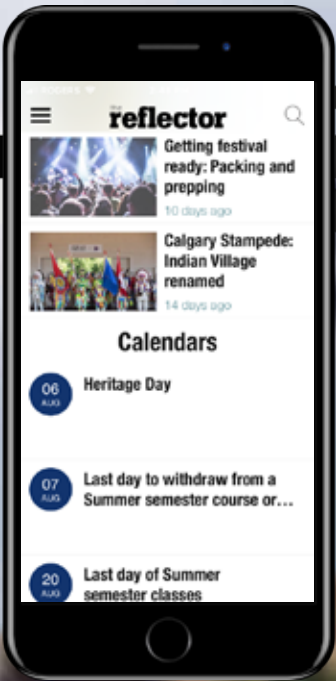 the
reflector
Getting festival
ready: Packing and
prepping
10 days ago
Calgary Stampede:
Indian Village
renamed
14 days ago
Calendars
06
AUG
Heritage Day
07
AUG
Last day to withdraw from a
Summer semester course or...
20
AUG
Last day of Summer
semester classes